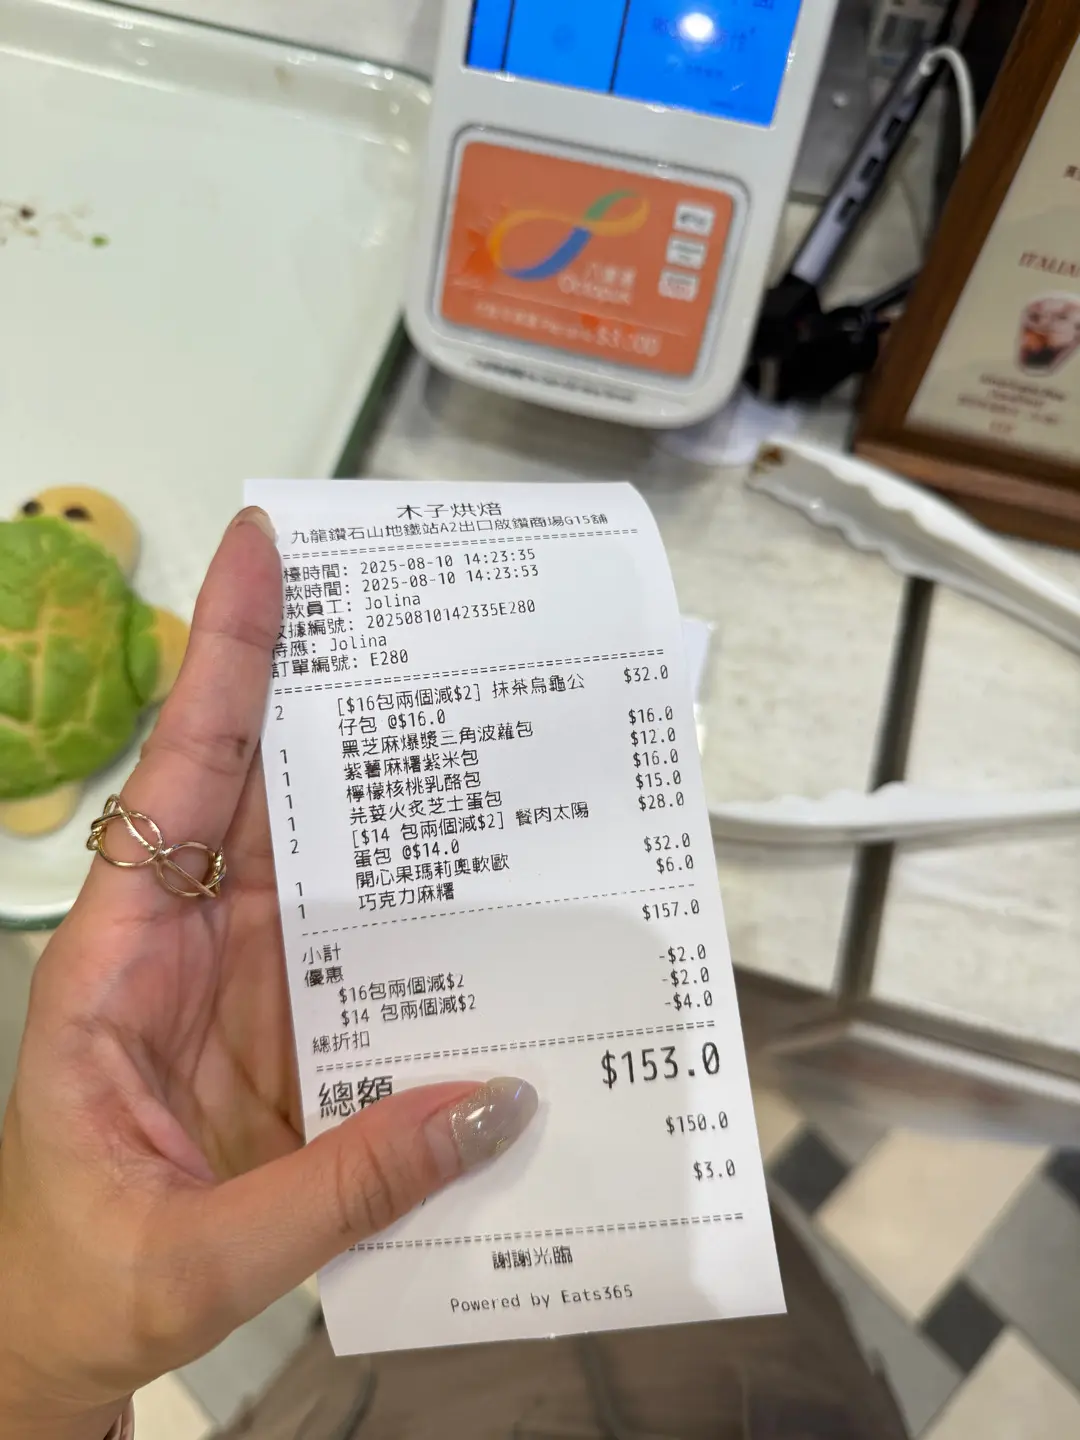 Octopus
$3.00
ITALIA
木子烘焙
九龍鑽石山地鐵站A2出口啟鑽商場G15舖
檯時間: 2025-08-10 14:23:35
款時間: 2025-08-10 14:23:53
款員工: Jolina
據編號: 20250810142335E280
待應: Jolina
訂單編號: E280
2 [$16包兩個減$2] 抹茶烏龜公 $32.0
仔包 @$16.0
1 黑芝麻爆漿三角波蘿包 $16.0
1 紫薯麻糬紫米包 $12.0
1 檸檬核桃乳酪包 $16.0
1 芫荽火炙芝士蛋包 $15.0
2 [$14 包兩個減$2] 餐肉太陽 $28.0
蛋包 @$14.0
1 開心果瑪莉奧軟歐 $32.0
1 巧克力麻糬 $6.0
小計 $157.0
優惠
$16包兩個減$2 -$2.0
$14 包兩個減$2 -$2.0
總折扣 -$4.0
總額 $153.0
$150.0
$3.0
謝謝光臨
Powered by Eats365